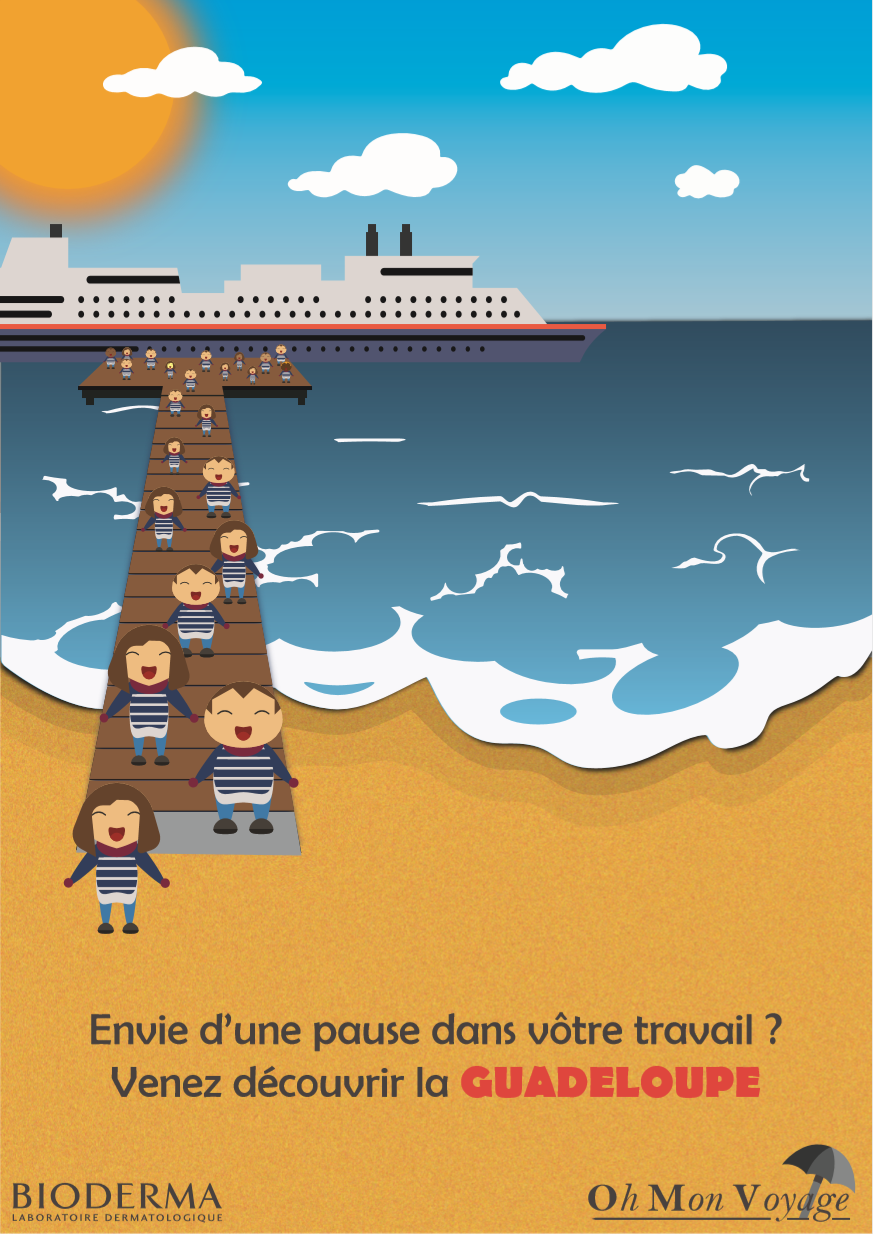 Envie d'une pause dans vôtre travail ?
Venez découvrir la GUADELOUPE
BIODERMA
LABORATOIRE DERMATOLOGIQUE
Oh Mon Voyage